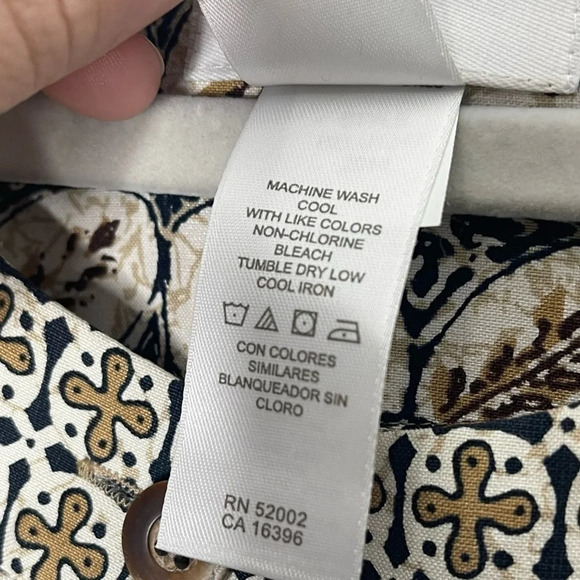 MACHINE WASH
COOL
WITH LIKE COLORS
NON-CHLORINE
BLEACH
TUMBLE DRY LOW
COOL IRON
CON COLORES
SIMILARES
BLANQUEADOR SIN
CLORO
RN 52002
CA 16396